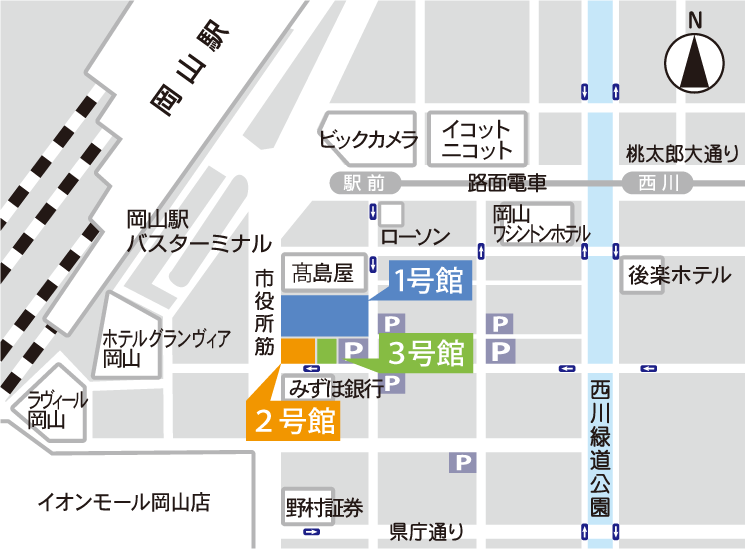 N
岡山駅
ビックカメラ
イコット
ニコット
桃太郎大通り
駅前
路面電車
西川
岡山駅
バスターミナル
ローソン
岡山
ワシントンホテル
市役所筋
髙島屋
1号館
後楽ホテル
P
P
ホテルグランヴィア
岡山
P
3号館
P
みずほ銀行
P
ラヴィール
岡山
2号館
西川緑道公園
P
イオンモール岡山店
野村証券
県庁通り